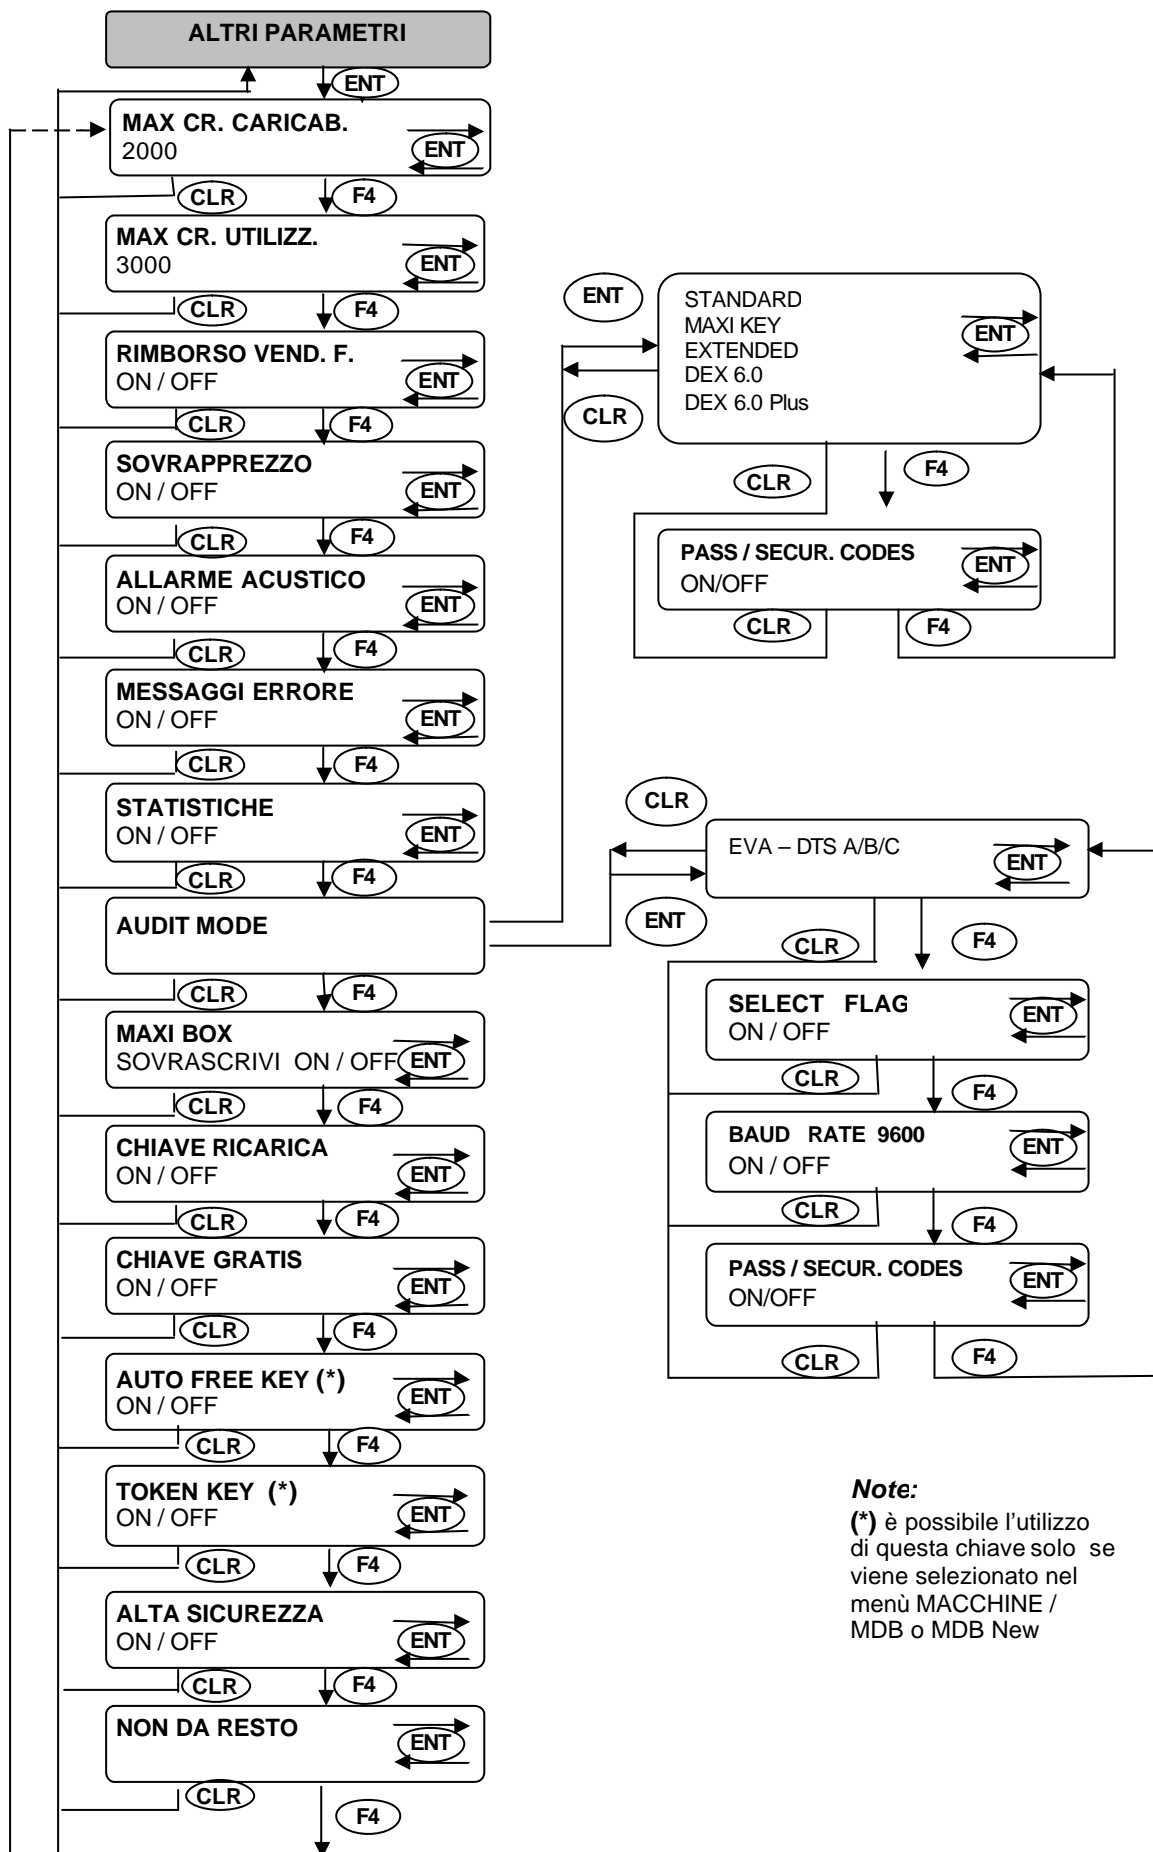 ALTRI PARAMETRI
ENT
MAX CR. CARICAB.
2000
ENT
CLR
F4
MAX CR. UTILIZZ.
3000
ENT
CLR
F4
RIMBORSO VEND. F.
ON / OFF
ENT
CLR
F4
SOVRAPPREZZO
ON / OFF
ENT
CLR
F4
ALLARME ACUSTICO
ON / OFF
ENT
CLR
F4
MESSAGGI ERRORE
ON / OFF
ENT
CLR
F4
STATISTICHE
ON / OFF
ENT
CLR
F4
AUDIT MODE
CLR
F4
MAXI BOX
SOVRASCRIVI ON / OFF
ENT
CLR
F4
CHIAVE RICARICA
ON / OFF
ENT
CLR
F4
CHIAVE GRATIS
ON / OFF
ENT
CLR
F4
AUTO FREE KEY (*)
ON / OFF
ENT
CLR
F4
TOKEN KEY (*)
ON / OFF
ENT
CLR
F4
ALTA SICUREZZA
ON / OFF
ENT
CLR
F4
NON DA RESTO
ENT
CLR
F4
ENT
CLR
STANDARD
MAXI KEY
EXTENDED
DEX 6.0
DEX 6.0 Plus
ENT
CLR
F4
PASS / SECUR. CODES
ON/OFF
ENT
CLR
F4
CLR
ENT
EVA – DTS A/B/C
ENT
CLR
F4
SELECT FLAG
ON / OFF
ENT
CLR
F4
BAUD RATE 9600
ON / OFF
ENT
CLR
F4
PASS / SECUR. CODES
ON/OFF
ENT
CLR
F4
Note:
(*) è possibile l'utilizzo
di questa chiave solo se
viene selezionato nel
menù MACCHINE /
MDB o MDB New